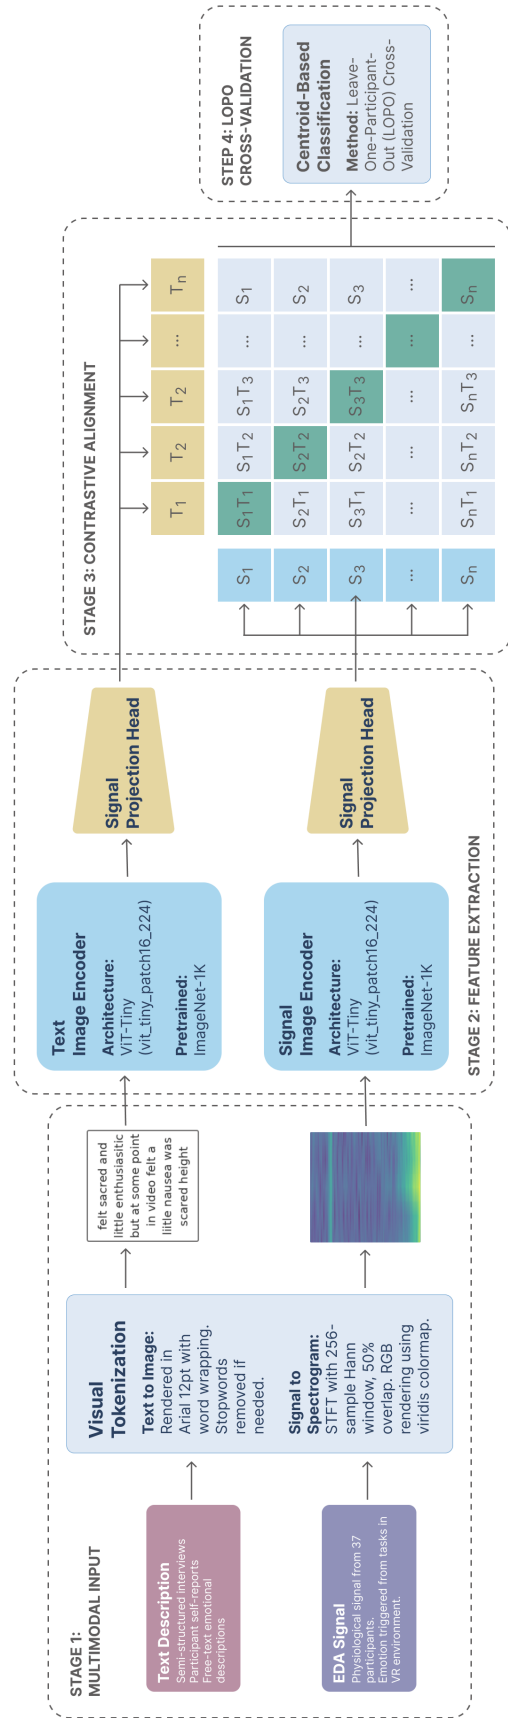 STAGE 1:
MULTIMODAL INPUT
Text Description
Semi-structured interviews
Participant self-reports
Free-text emotional
descriptions
EDA Signal
Physiological signal from 37
participants.
Emotion triggered from tasks in
VR environment.
Visual
Tokenization
Text to Image:
Rendered in
Arial 12pt with
word wrapping.
Stopwords
removed if
needed.
Signal to
Spectrogram:
STFT with 256-
sample Hann
window, 50%
overlap. RGB
rendering using
viridis colormap.
felt sacred and
little enthusiasitic
but at some point
in video felt a
liitle nausea was
scared height
STAGE 2: FEATURE EXTRACTION
Text
Image Encoder
Architecture:
ViT-Tiny
(vit_tiny_patch16_224)
Pretrained:
ImageNet-1K
Signal
Image Encoder
Architecture:
ViT-Tiny
(vit_tiny_patch16_224)
Pretrained:
ImageNet-1K
Signal
Projection Head
Signal
Projection Head
STAGE 3: CONTRASTIVE ALIGNMENT
T1 T2 T2 ... Tn
S1 S1T1 S1T2 S1T3 ... S1
S2 S2T1 S2T2 S2T3 ... S2
S3 S3T1 S2T2 S3T3 ... S3
... ... ... ... ... ...
Sn SnT1 SnT2 SnT3 ... Sn
STEP 4: LOPO
CROSS-VALIDATION
Centroid-Based
Classification
Method: Leave-
One-Participant-
Out (LOPO) Cross-
Validation